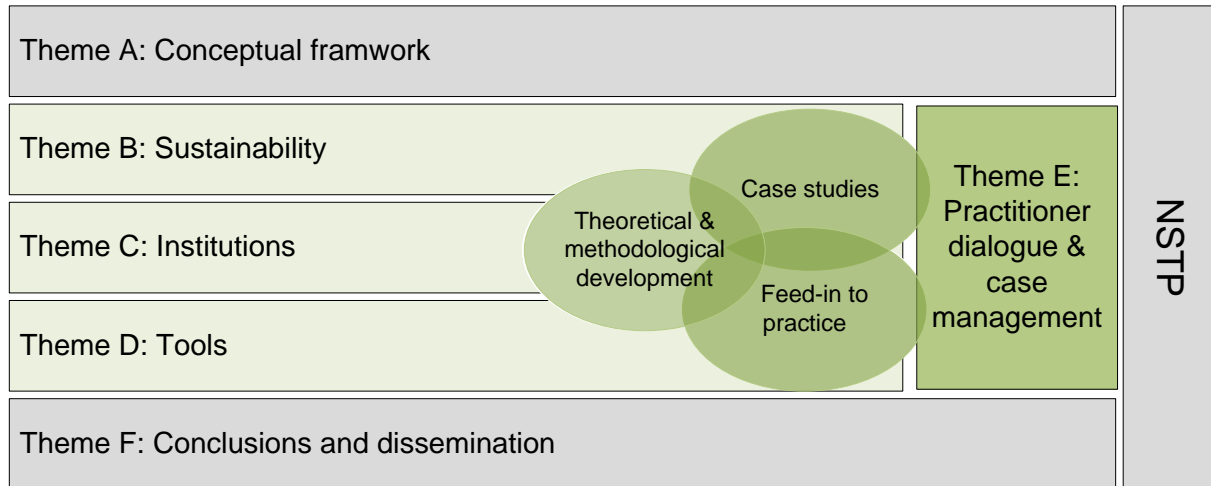 Theme A: Conceptual framwork
Theme B: Sustainability
Theme C: Institutions
Theme D: Tools
Theme F: Conclusions and dissemination
Theoretical &
methodological
development
Case studies
Feed-in to
practice
Theme E:
Practitioner
dialogue &
case
management
NSTP